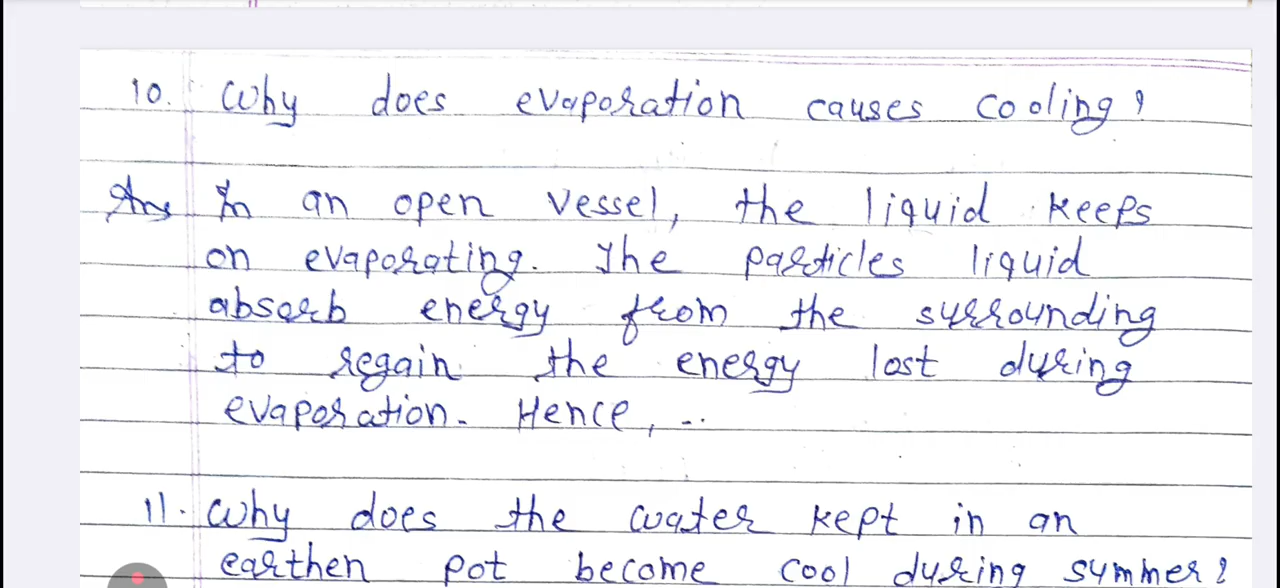 10. Why does evaporation causes cooling?
Ans In an open vessel, the liquid keeps
on evaporating. The particles liquid
absorb energy from the surrounding
to regain the energy lost during
evaporation. Hence, ...
11. Why does the water kept in an
earthen pot become cool during summer?